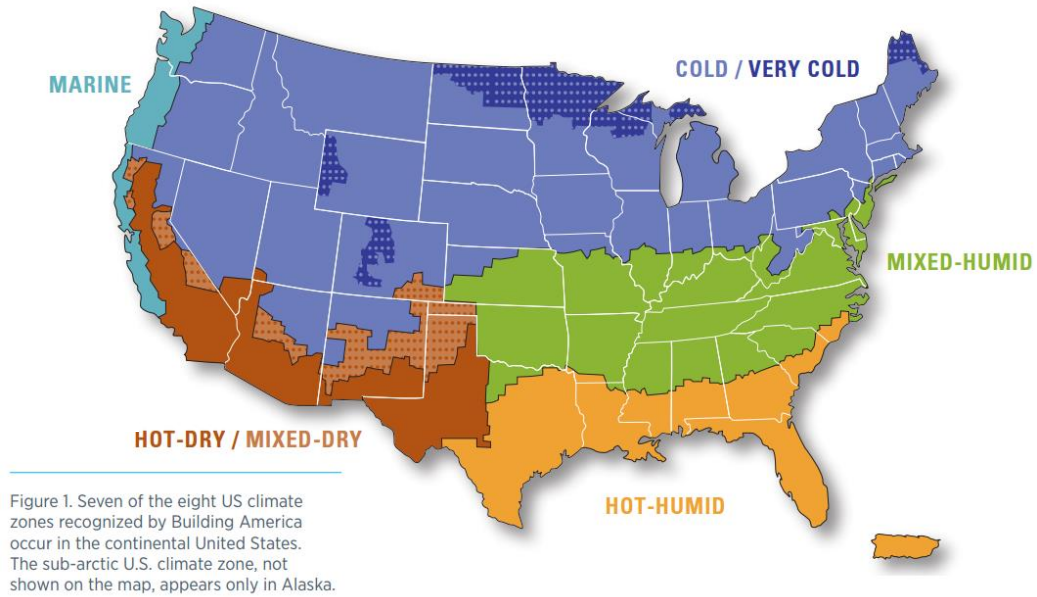 MARINE
COLD / VERY COLD
MIXED-HUMID
HOT-DRY / MIXED-DRY
HOT-HUMID
Figure 1. Seven of the eight US climate
zones recognized by Building America
occur in the continental United States.
The sub-arctic U.S. climate zone, not
shown on the map, appears only in Alaska.